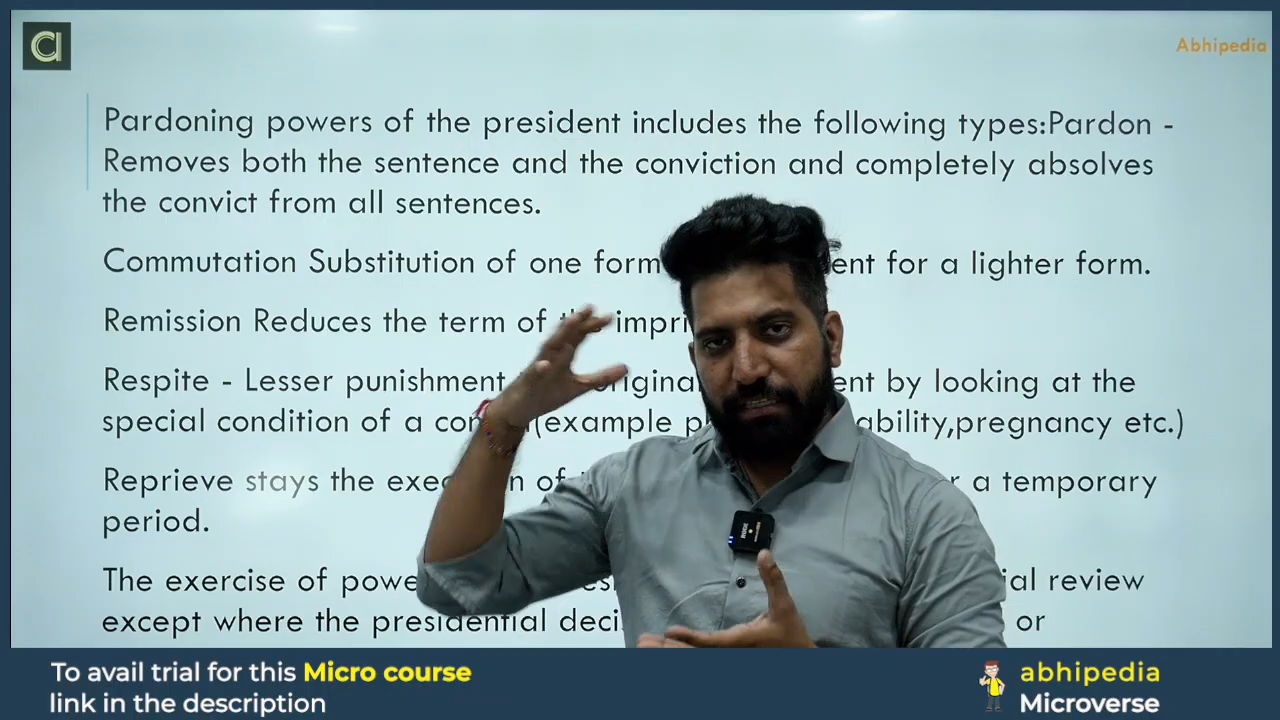 Abhipedia
Pardoning powers of the president includes the following types:Pardon -
Removes both the sentence and the conviction and completely absolves
the convict from all sentences.
Commutation Substitution of one form ent for a lighter form.
Remission Reduces the term of the impri
Respite - Lesser punishment origina ent by looking at the
special condition of a con (example p ability,pregnancy etc.)
Reprieve stays the exec n of r a temporary
period.
The exercise of powe es ial review
except where the presidential deci or
To avail trial for this Micro course
link in the description
abhipedia
Microverse